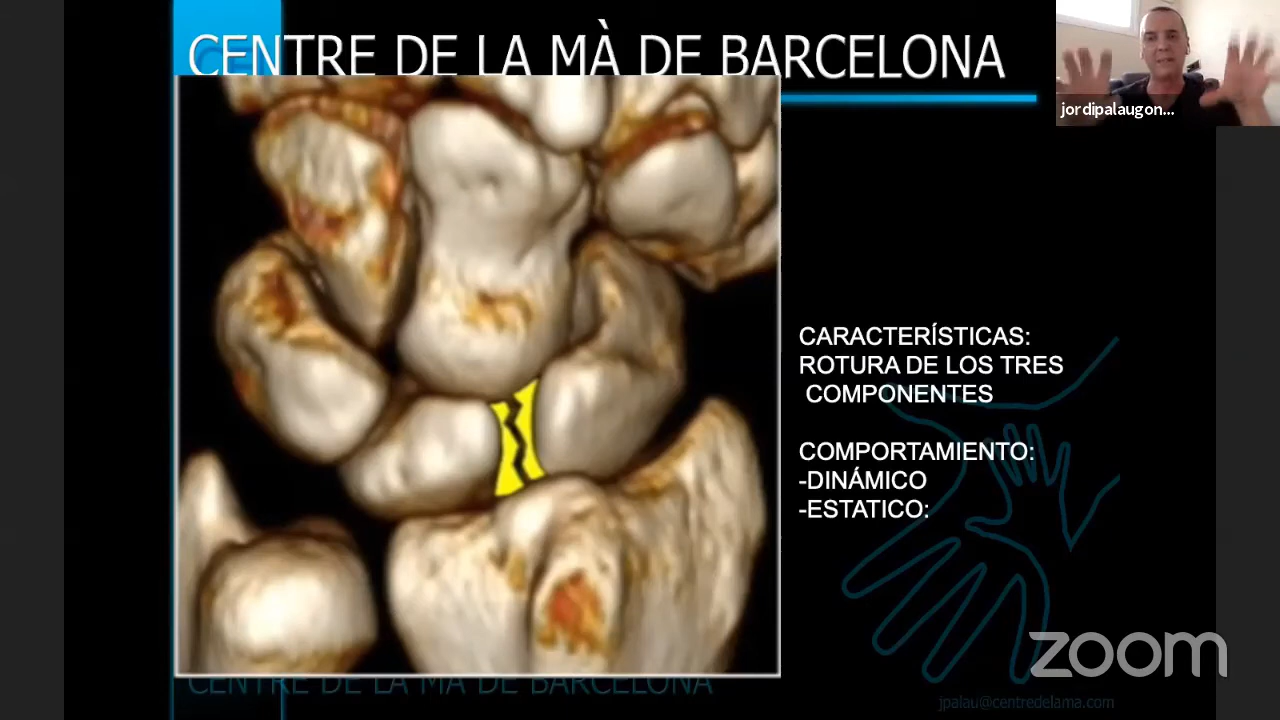 CENTRE DE LA MÀ DE BARCELONA
jordipalaugon...
CARACTERÍSTICAS:
ROTURA DE LOS TRES
COMPONENTES
COMPORTAMIENTO:
-DINÁMICO
-ESTATICO:
zoom
CENTRE DE LA MÀ DE BARCELONA
jpalau@centredelama.com